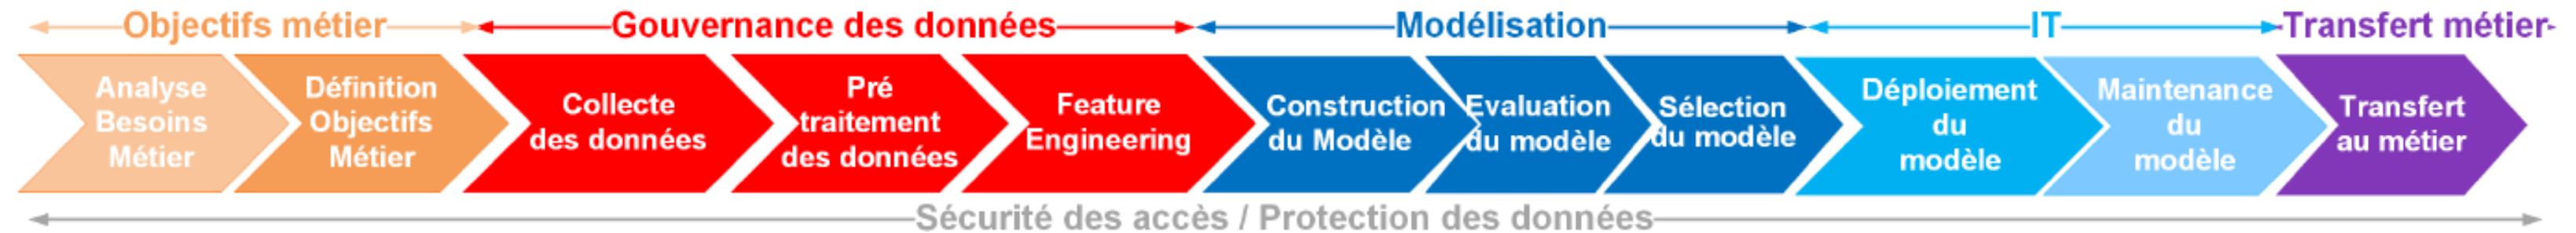 Objectifs métier
Gouvernance des données
Modélisation
IT
Transfert métier
Analyse
Besoins
Métier
Définition
Objectifs
Métier
Collecte
des données
Pré
traitement
des données
Feature
Engineering
Construction
du Modèle
Evaluation
du modèle
Sélection
du modèle
Déploiement
du
modèle
Maintenance
du
modèle
Transfert
au métier
Sécurité des accès / Protection des données